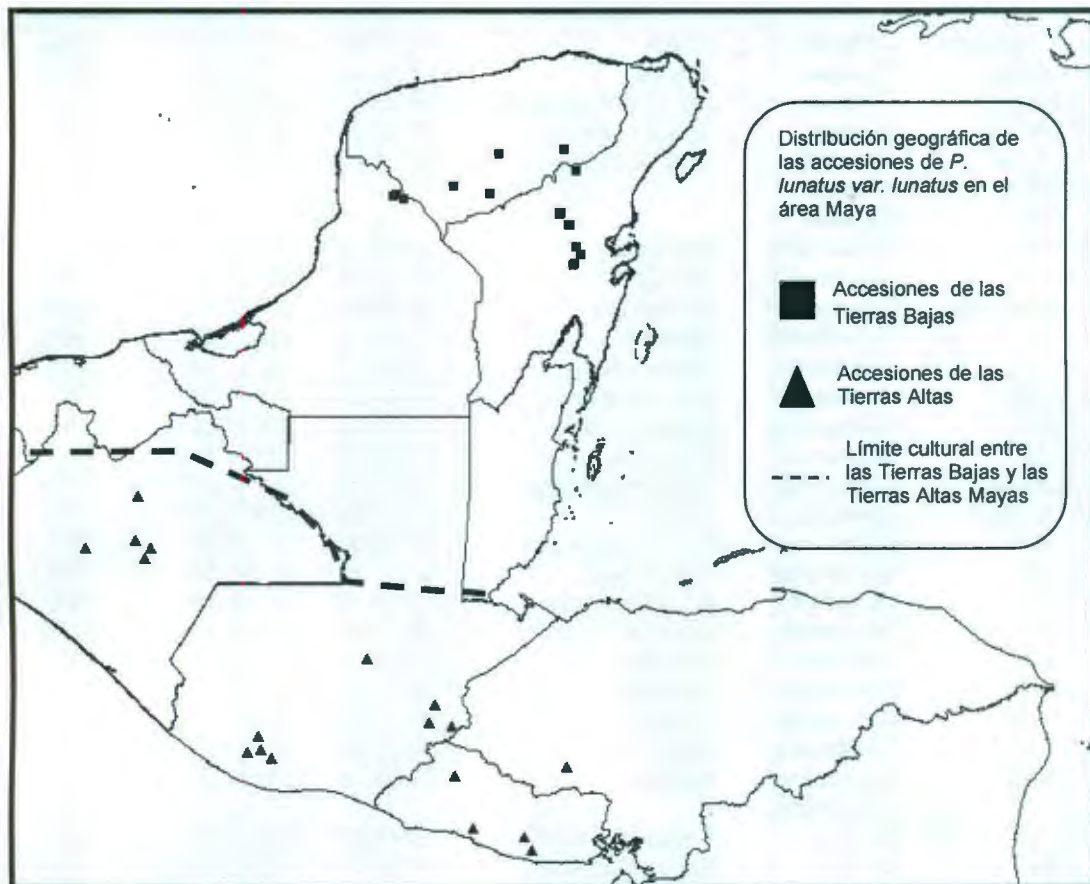 Distribución geográfica de
las accesiones de P.
lunatus var. lunatus en el
área Maya
Accesiones de las
Tierras Bajas
Accesiones de las
Tierras Altas
Límite cultural entre
las Tierras Bajas y las
Tierras Altas Mayas